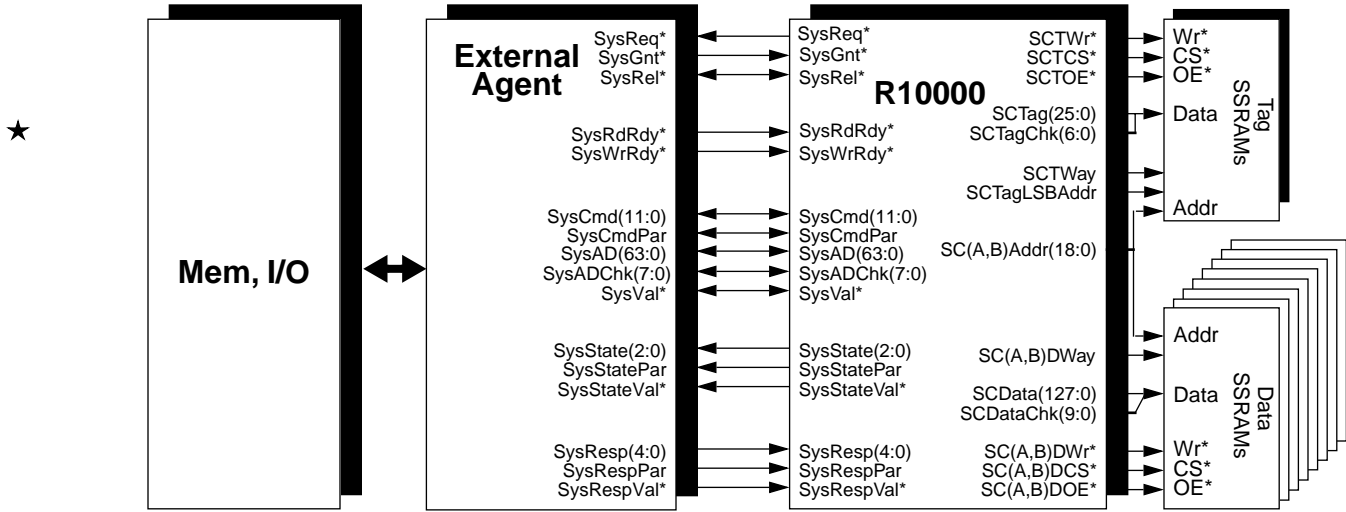 ★
Mem, I/O
External
Agent
SysReq*
SysGnt*
SysRel*
SysRdRdy*
SysWrRdy*
SysCmd(11:0)
SysCmdPar
SysAD(63:0)
SysADChk(7:0)
SysVal*
SysState(2:0)
SysStatePar
SysStateVal*
SysResp(4:0)
SysRespPar
SysRespVal*
R10000
SysReq*
SysGnt*
SysRel*
SysRdRdy*
SysWrRdy*
SysCmd(11:0)
SysCmdPar
SysAD(63:0)
SysADChk(7:0)
SysVal*
SysState(2:0)
SysStatePar
SysStateVal*
SysResp(4:0)
SysRespPar
SysRespVal*
SCTWr*
SCTCS*
SCTOE*
SCTag(25:0)
SCTagChk(6:0)
SCTWay
SCTagLSBAddr
SC(A,B)Addr(18:0)
SC(A,B)DWay
SCData(127:0)
SCDataChk(9:0)
SC(A,B)DWr*
SC(A,B)DCS*
SC(A,B)DOE*
Wr*
CS*
OE*
Data
Addr
Tag
SSRAMs
Addr
Data
Wr*
CS*
OE*
Data
SSRAMs